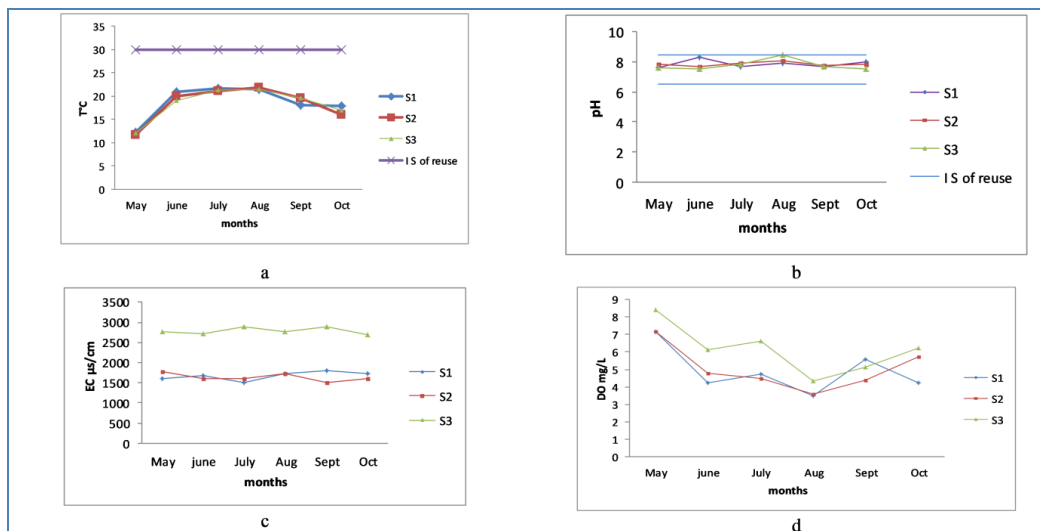 35
30
25
20
15
10
5
0
T°C
May june July Aug Sept Oct
months
S1
S2
S3
I S of reuse
a
10
8
6
4
2
0
pH
May june July Aug Sept Oct
months
S1
S2
S3
I S of reuse
b
3500
3000
2500
2000
1500
1000
500
0
EC µs/cm
May june July Aug Sept Oct
months
S1
S2
S3
c
9
8
7
6
5
4
3
2
1
0
DO mg/L
May june July Aug Sept Oct
months
S1
S2
S3
d